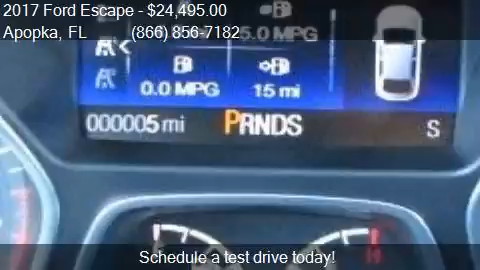 2017 Ford Escape - $24,495.00
Apopka, FL (866) 856-7182
5.0 MPG
0.0 MPG 15 mi
000005 mi PRNDS S
Schedule a test drive today!